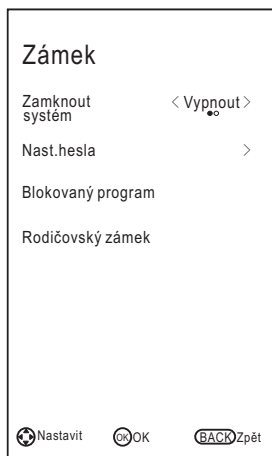 Zámek
Zamknout
systém
< Vypnout >
Nast.hesla >
Blokovaný program
Rodičovský zámek
Nastavit OK OK BACK Zpět